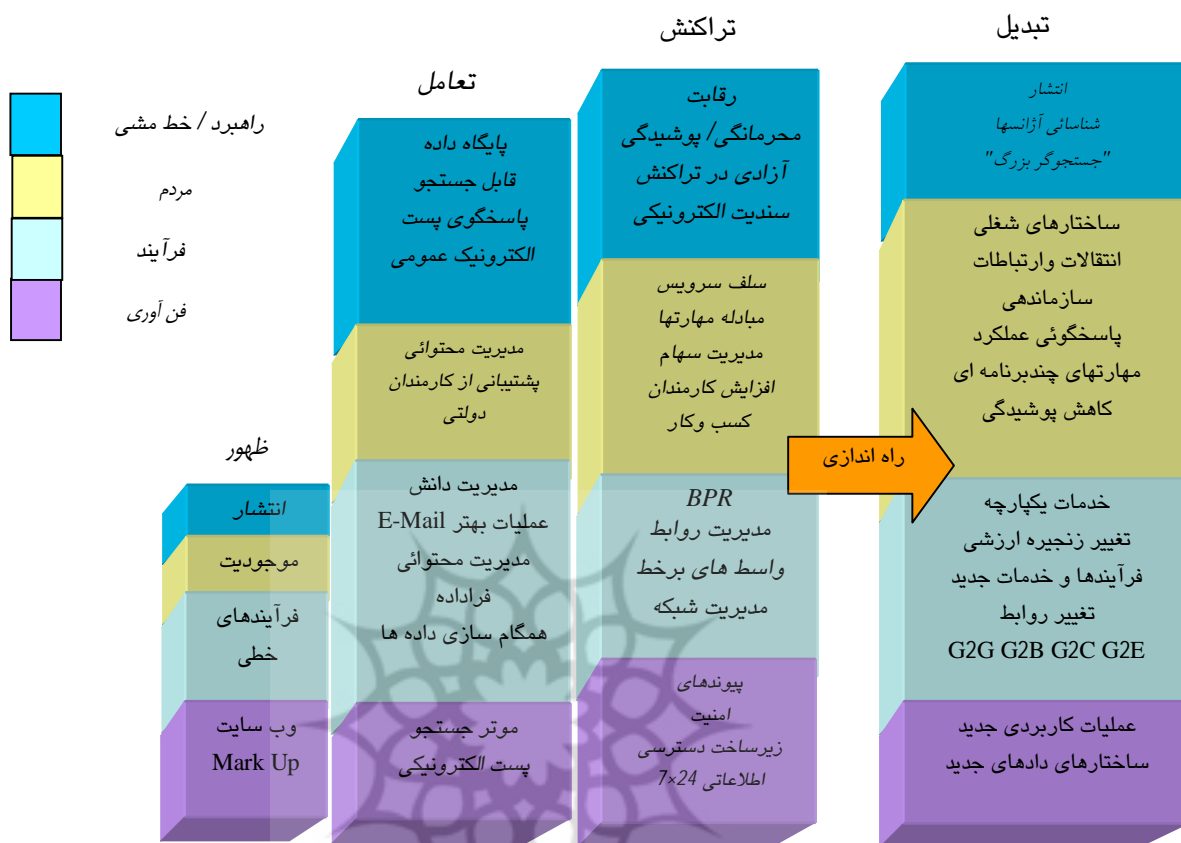 تبدیل
انتشار
شناسائی آژانسها
"جستجوگر بزرگ"
ساختارهای شغلی
انتقالات وارتباطات
سازماندهی
پاسخگوئی عملکرد
مهارتهای چندبرنامه ای
کاهش پوشیدگی
خدمات یکپارچه
تغییر زنجیره ارزشی
فرآیندها و خدمات جدید
تغییر روابط
G2G G2B G2C G2E
عملیات کاربردی جدید
ساختارهای دادهای جدید
راه اندازی
تراکنش
رقابت
محرمانگی/ پوشیدگی
آزادی در تراکنش
سندیت الکترونیکی
سلف سرویس
مبادله مهارتها
مدیریت سهام
افزایش کارمندان
کسب وکار
BPR
مدیریت روابط
واسط های برخط
مدیریت شبکه
پیوندهای
امنیت
زیرساخت دسترسی
اطلاعاتی 24×7
تعامل
پایگاه داده
قابل جستجو
پاسخگوی پست
الکترونیک عمومی
مدیریت محتوائی
پشتیبانی از کارمندان
دولتی
مدیریت دانش
عملیات بهتر E-Mail
مدیریت محتوائی
فراداده
همگام سازی داده ها
موتر جستجو
پست الکترونیکی
ظهور
انتشار
موجودیت
فرآیندهای
خطی
وب سایت
Mark Up
راهبرد / خط مشی
مردم
فرآیند
فن آوری